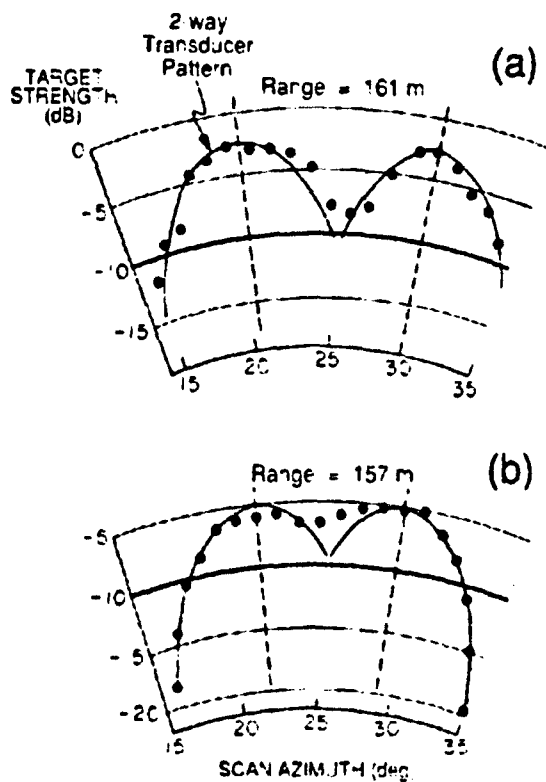 2-way
Transducer
Pattern
(a)
TARGET
STRENGTH
(dB)
Range = 161 m
0
-5
-10
-15
15
20
25
30
35
(b)
Range = 157 m
-5
-10
-5
-20
15
20
25
30
35
SCAN AZIMUTH (deg.